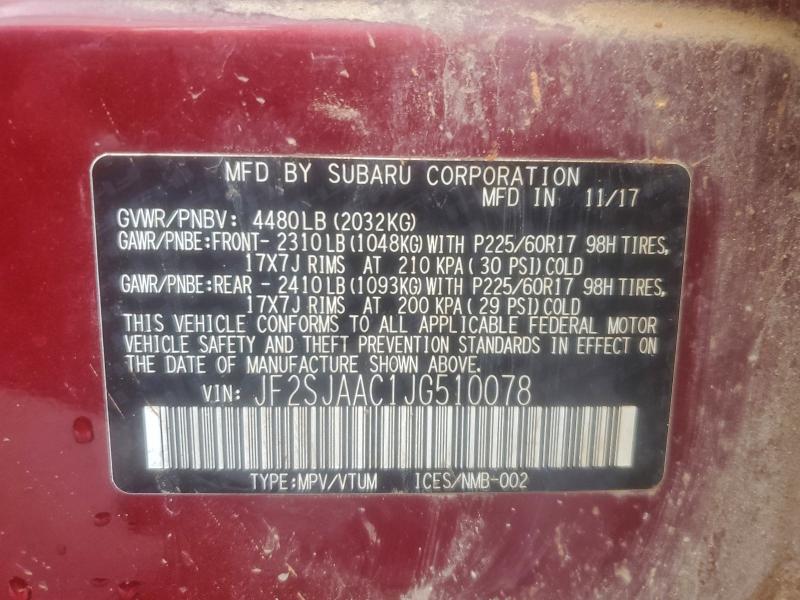 MFD BY SUBARU CORPORATION
MFD IN 11/17
GVWR/PNBV: 4480LB(2032KG)
GAWR/PNBE:FRONT- 2310LB(1048KG)WITH P225/60R17 98H TIRES,
17X7J RIMS AT 210 KPA( 30 PSI)COLD
GAWR/PNBE:REAR - 2410LB(1093KG)WITH P225/60R17 98H TIRES,
17X7J RIMS AT 200 KPA( 29 PSI)COLD
THIS VEHICLE CONFORMS TO ALL APPLICABLE FEDERAL MOTOR
VEHICLE SAFETY AND THEFT PREVENTION STANDARDS IN EFFECT ON
THE DATE OF MANUFACTURE SHOWN ABOVE.
VIN: JF2SJAAC1JG510078
TYPE:MPV/VTUM ICES/NMB-002